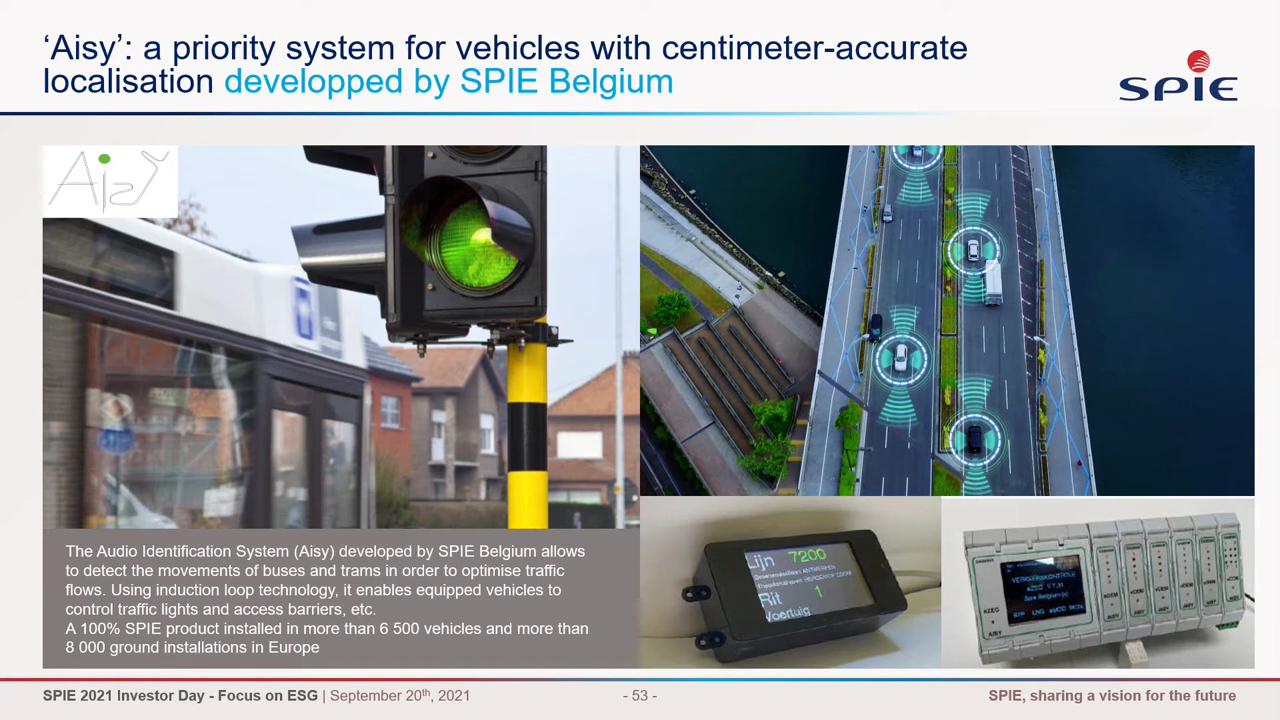 ‘Aisy’: a priority system for vehicles with centimeter-accurate
localisation developped by SPIE Belgium
SPIE
Aisy
The Audio Identification System (Aisy) developed by SPIE Belgium allows
to detect the movements of buses and trams in order to optimise traffic
flows. Using induction loop technology, it enables equipped vehicles to
control traffic lights and access barriers, etc.
A 100% SPIE product installed in more than 6 500 vehicles and more than
8 000 ground installations in Europe
Lijn 7200
Rit 1
Voertuig
VERKEERSKONTROLE
Spie Belgium
AISY
SPIE 2021 Investor Day - Focus on ESG | September 20th, 2021
- 53 -
SPIE, sharing a vision for the future